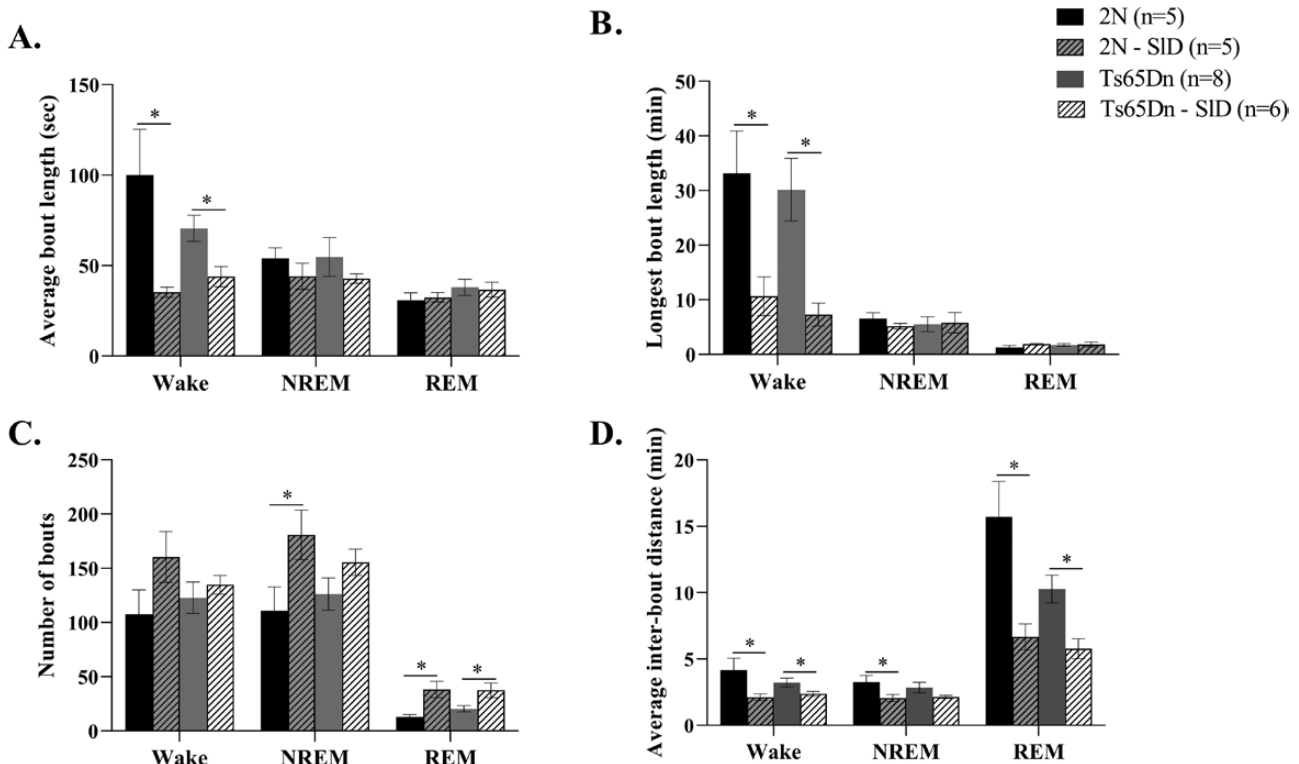 A.
B.
2N (n=5)
2N - SlD (n=5)
Ts65Dn (n=8)
Ts65Dn - SlD (n=6)
Average bout length (sec)
150
100
50
0
*
*
Wake NREM REM
Longest bout length (min)
50
40
30
20
10
0
*
*
Wake NREM REM
C.
D.
Number of bouts
250
200
150
100
50
0
*
*
*
Wake NREM REM
Average inter-bout distance (min)
20
15
10
5
0
*
*
*
*
*
Wake NREM REM